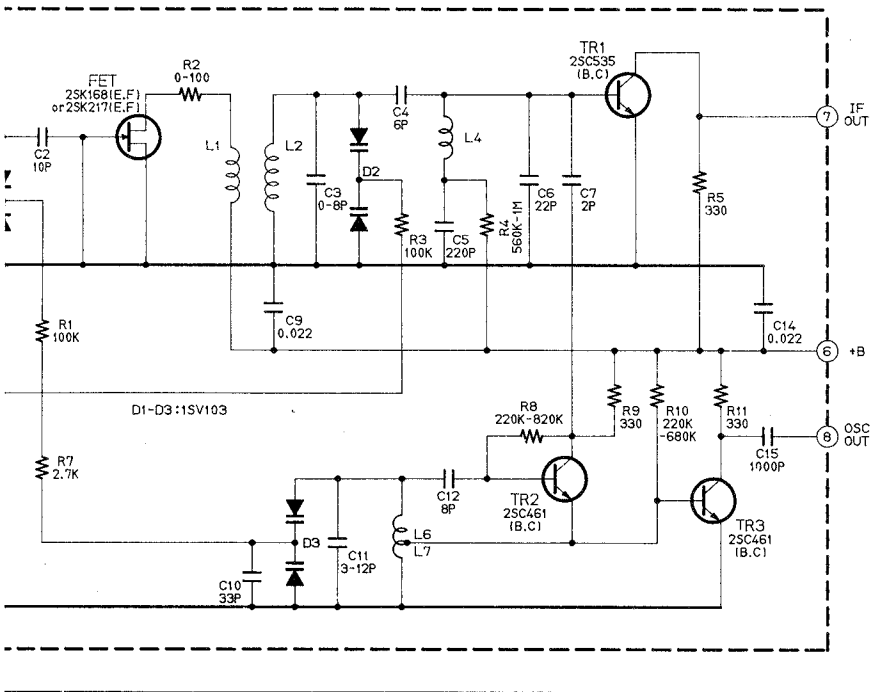 FET
2SK168(E.F)
or 2SK217(E.F)
R2
0-100
TR1
2SC535
(B.C)
7
IF
OUT
C2
10P
L1
L2
C4
6P
L4
D2
C3
0-8P
R3
100K
C5
220P
R4
560K-1M
C6
22P
C7
2P
R5
330
R1
100K
C9
0.022
C14
0.022
6
+B
D1-D3:1SV103
R8
220K-820K
R9
330
R10
220K
-680K
R11
330
8
OSC
OUT
C15
1000P
R7
2.7K
C12
8P
TR2
2SC461
(B.C)
TR3
2SC461
(B.C)
D3
C11
3-12P
L6
L7
C10
33P